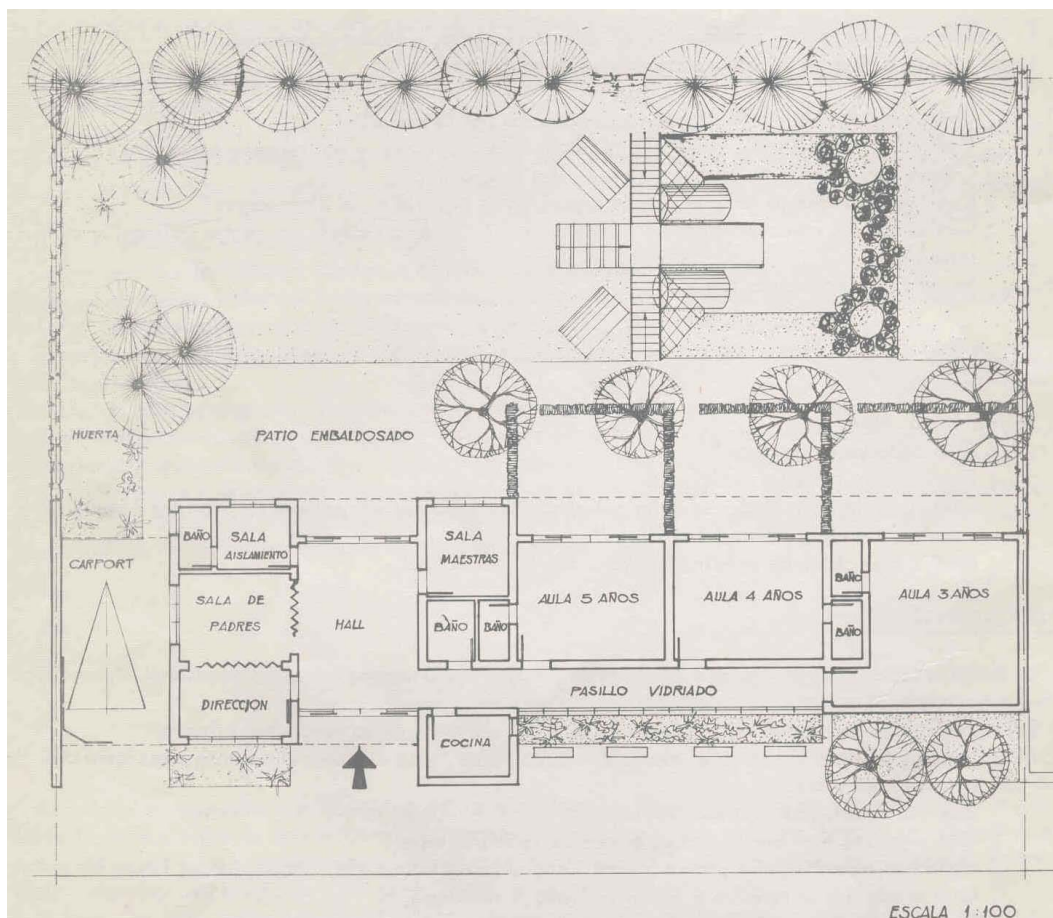 HUERTA
PATIO EMBALDOSADO
CARPORT
BAÑO
SALA
AISLAMIENTO
SALA DE
PADRES
DIRECCION
HALL
SALA
MAESTRAS
BAÑO
BAÑO
COCINA
AULA 5 AÑOS
AULA 4 AÑOS
BAÑO
BAÑO
AULA 3 AÑOS
PASILLO VIDRIADO
ESCALA 1:100